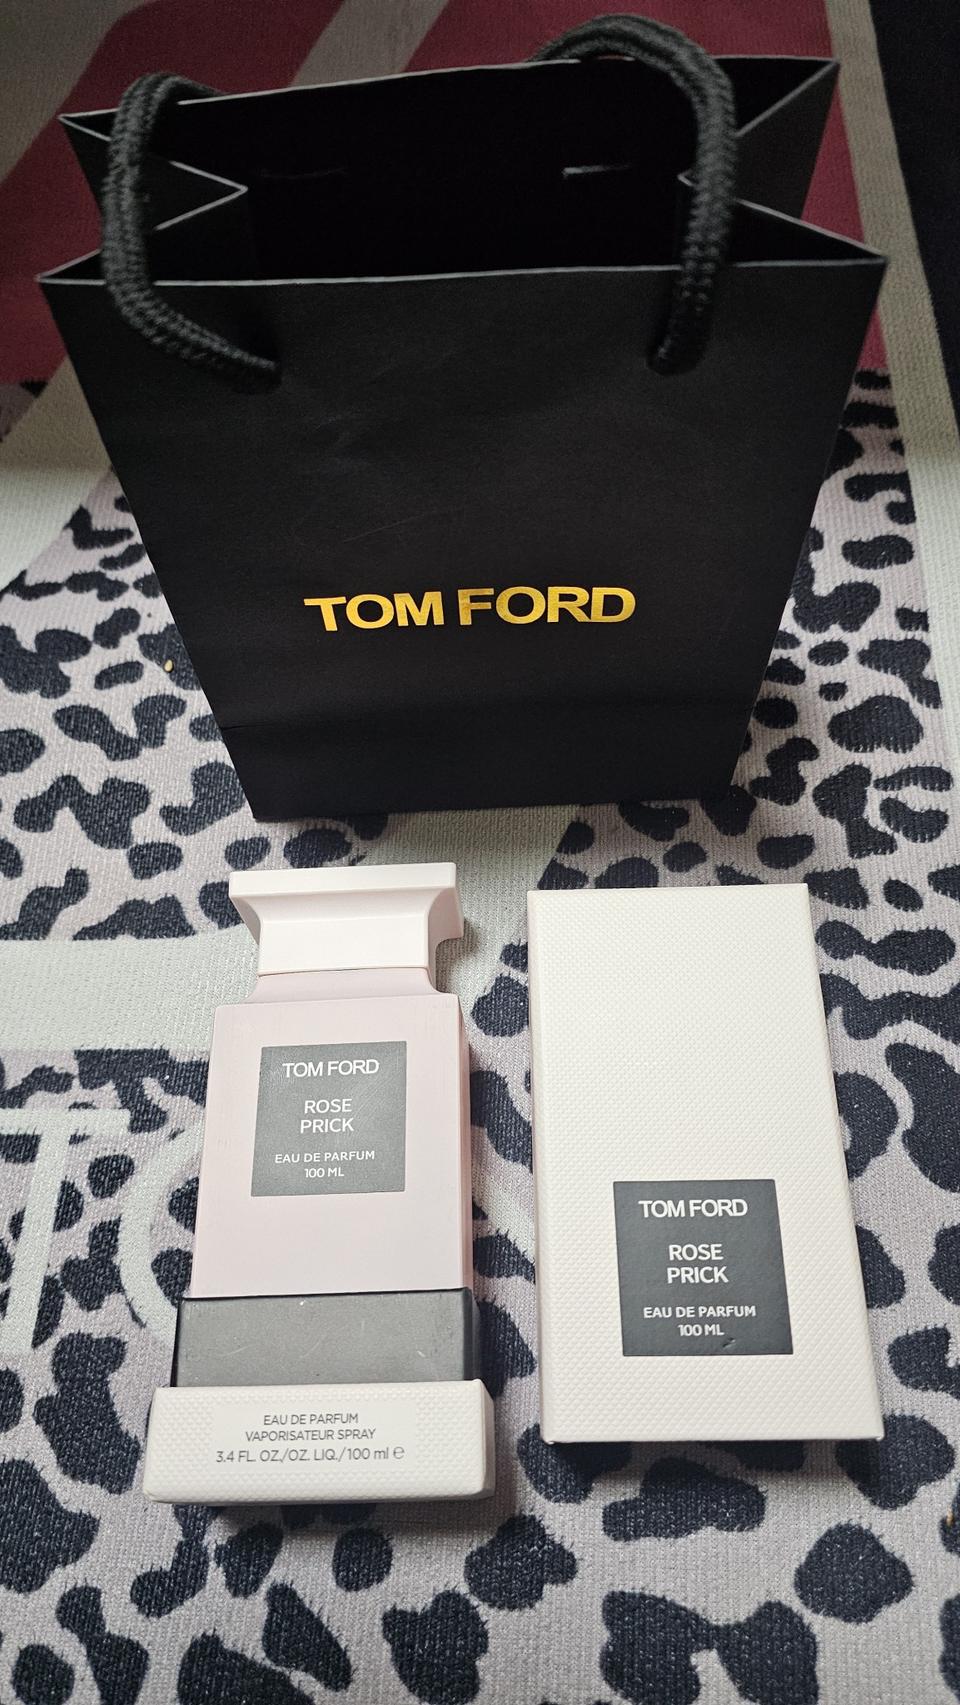 TOM FORD
TOM FORD
ROSE
PRICK
EAU DE PARFUM
100 ML
EAU DE PARFUM
VAPORISATEUR SPRAY
3.4 FL. OZ./OZ. LIQ./100 ml ℮
TOM FORD
ROSE
PRICK
EAU DE PARFUM
100 ML